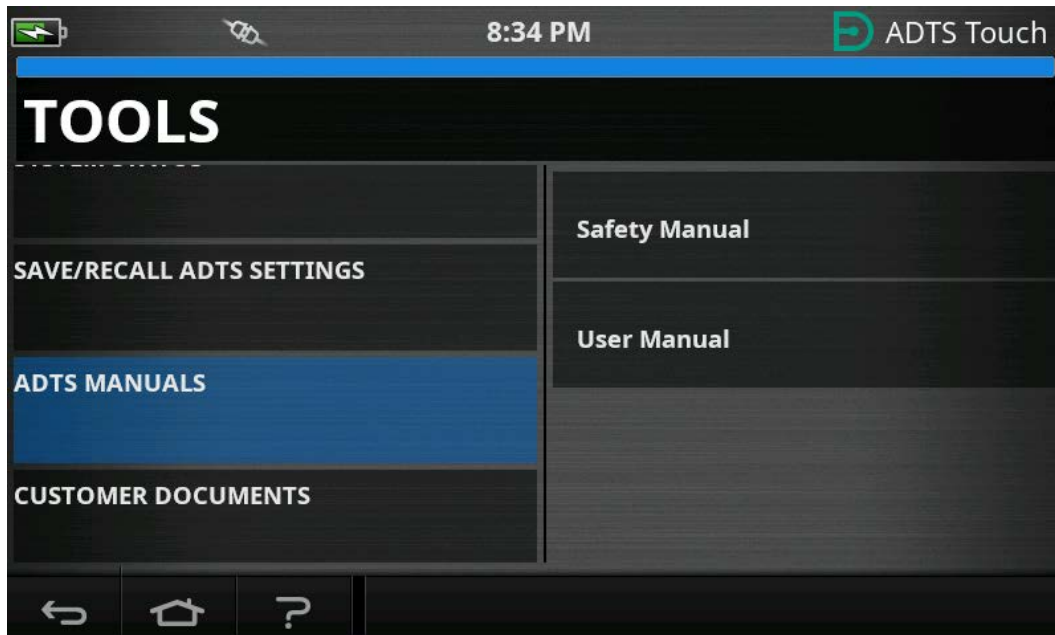 8:34 PM
ADTS Touch
TOOLS
SAVE/RECALL ADTS SETTINGS
ADTS MANUALS
CUSTOMER DOCUMENTS
Safety Manual
User Manual